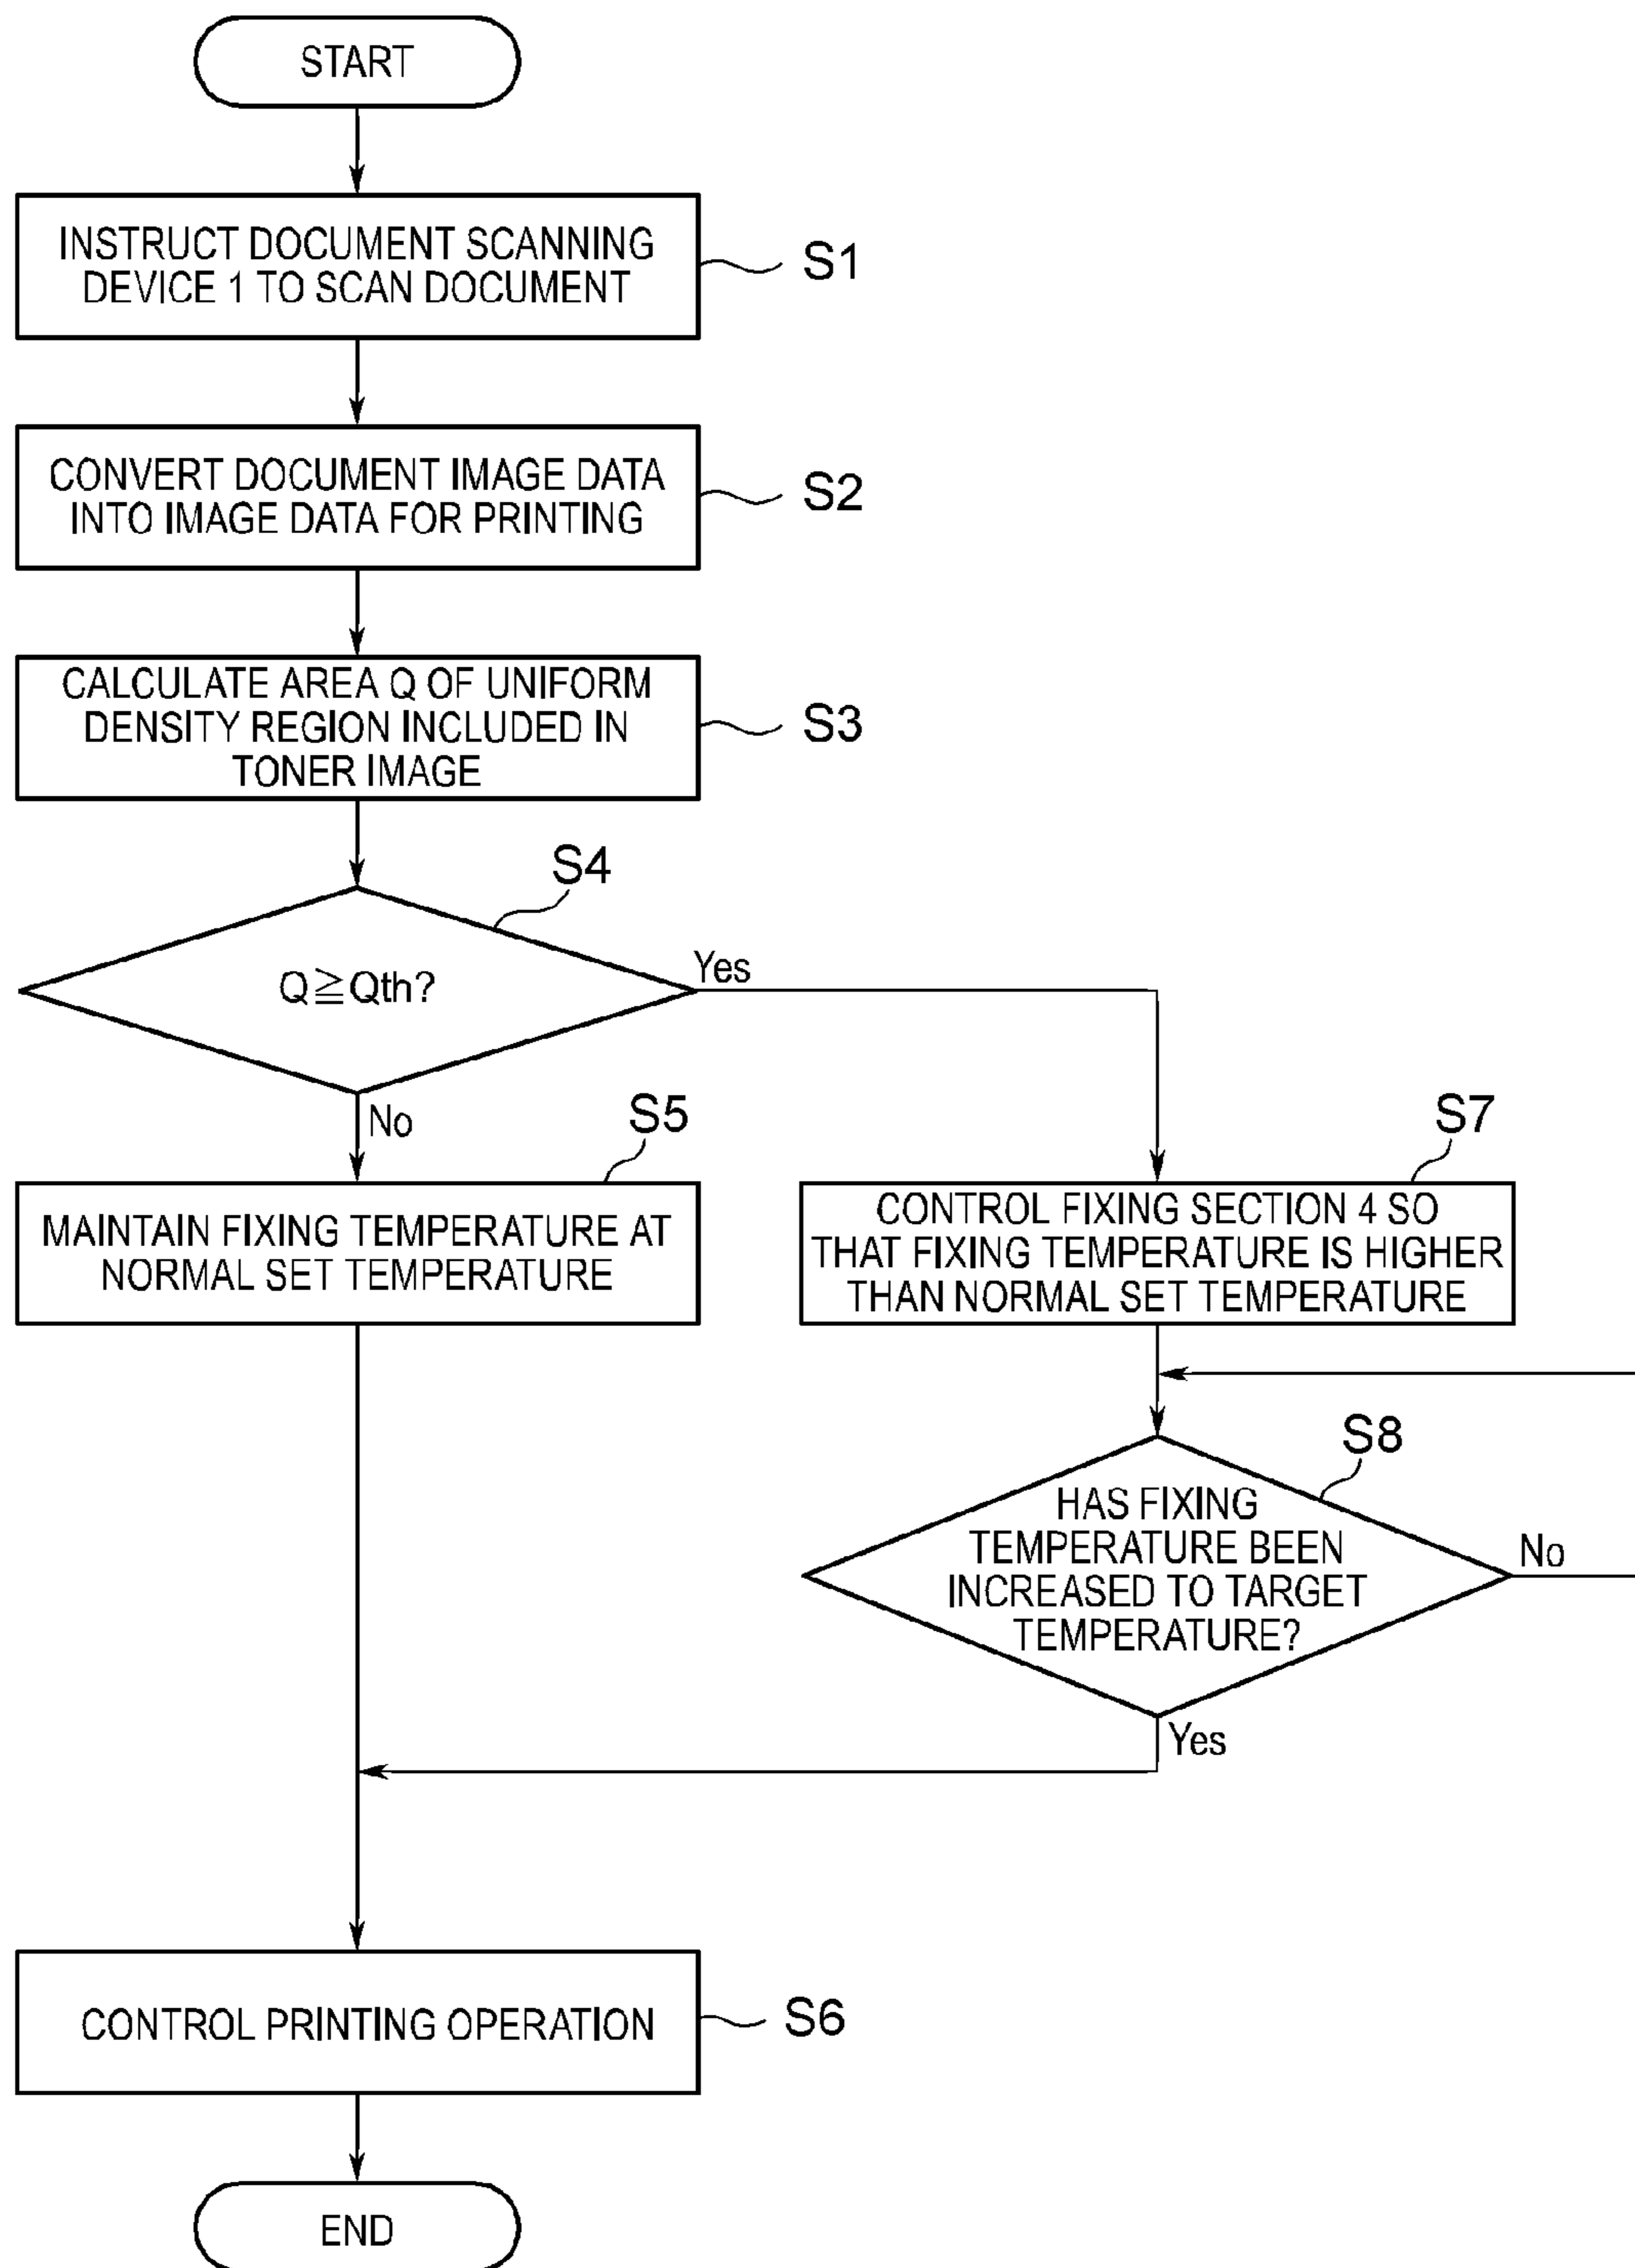 START
INSTRUCT DOCUMENT SCANNING
DEVICE 1 TO SCAN DOCUMENT
S1
CONVERT DOCUMENT IMAGE DATA
INTO IMAGE DATA FOR PRINTING
S2
CALCULATE AREA Q OF UNIFORM
DENSITY REGION INCLUDED IN
TONER IMAGE
S3
S4
Q≧Qth?
Yes
No
S5
MAINTAIN FIXING TEMPERATURE AT
NORMAL SET TEMPERATURE
S7
CONTROL FIXING SECTION 4 SO
THAT FIXING TEMPERATURE IS HIGHER
THAN NORMAL SET TEMPERATURE
S8
HAS FIXING
TEMPERATURE BEEN
INCREASED TO TARGET
TEMPERATURE?
No
Yes
CONTROL PRINTING OPERATION
S6
END